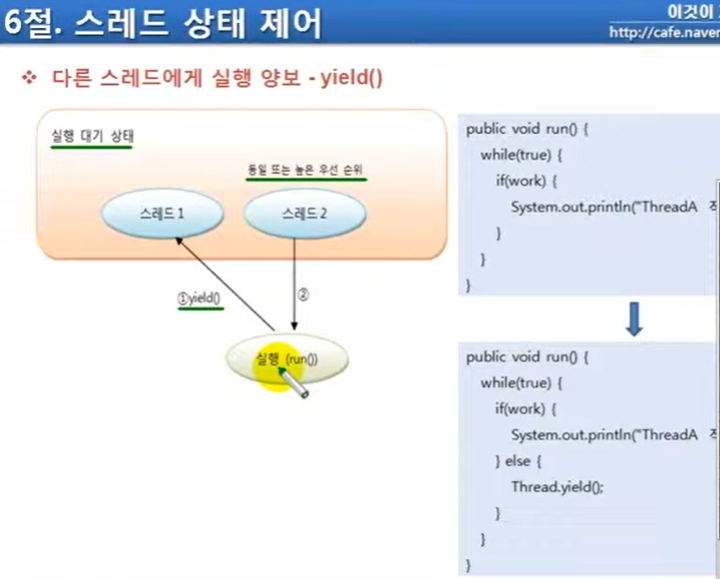 6절. 스레드 상태 제어
이것이
http://cafe.naver
❖ 다른 스레드에게 실행 양보 - yield()
실행 대기 상태
동일 또는 높은 우선 순위
스레드 1
스레드 2
①yield()
②
실행 (run())
public void run() {
while(true) {
if(work) {
System.out.println("ThreadA
}
}
}
public void run() {
while(true) {
if(work) {
System.out.println("ThreadA
} else {
Thread.yield();
}
}
}